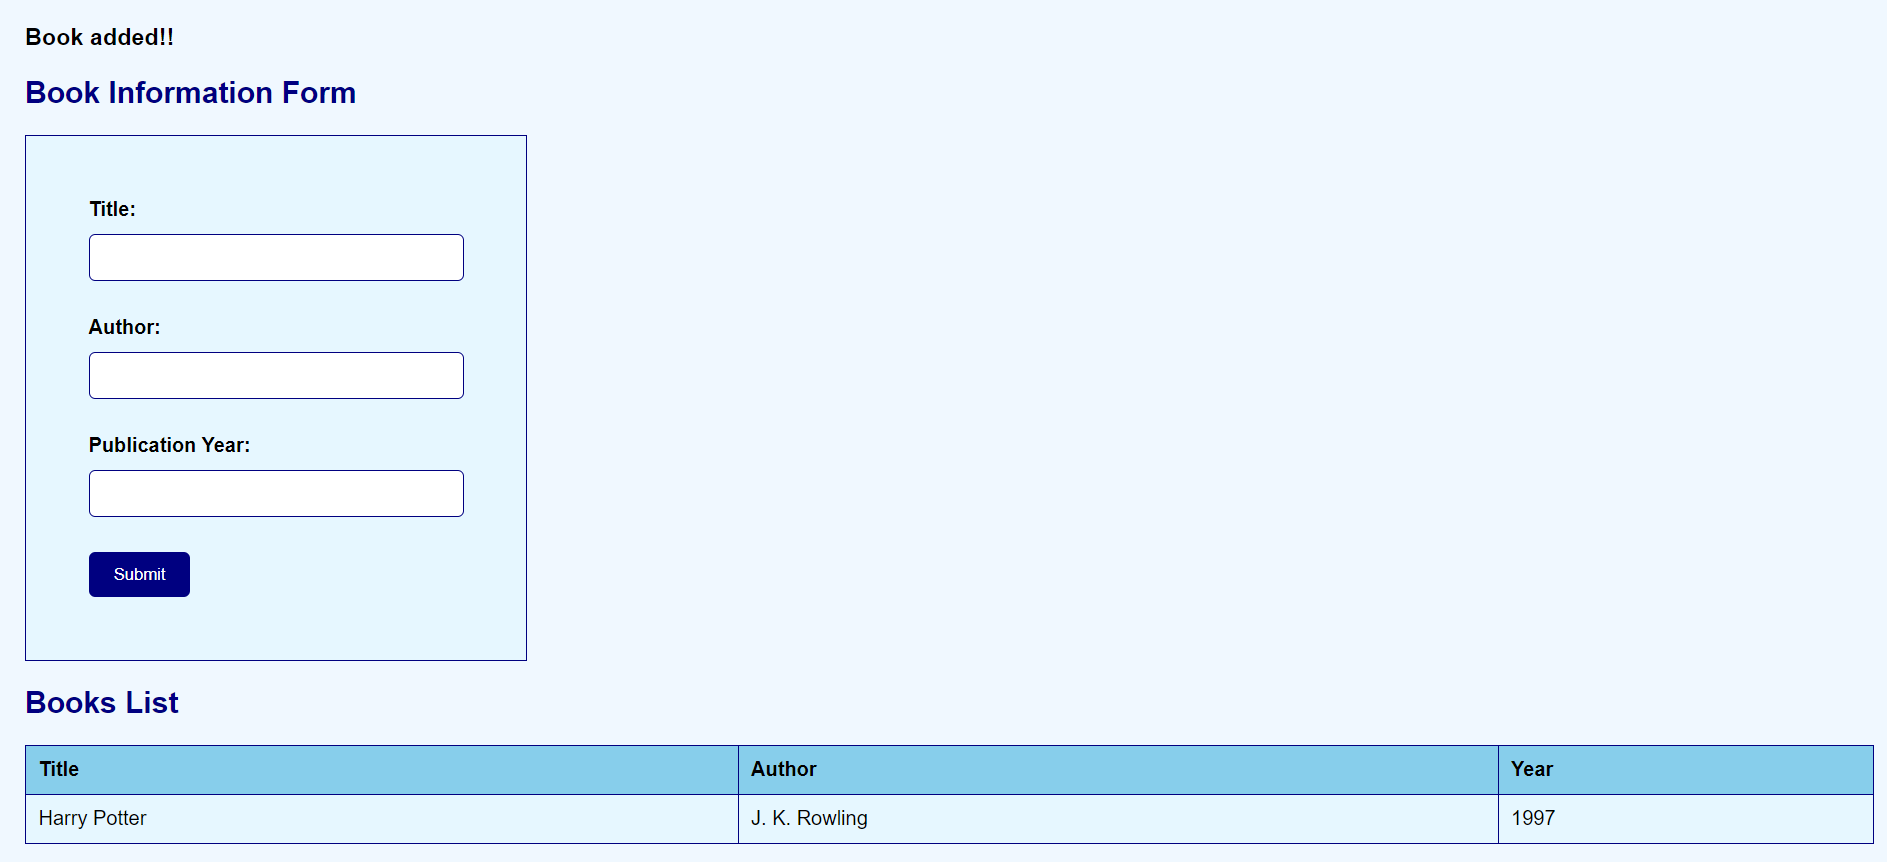 Book added!!
Book Information Form
Title:
Author:
Publication Year:
Submit
Books List
Title Author Year
Harry Potter J. K. Rowling 1997